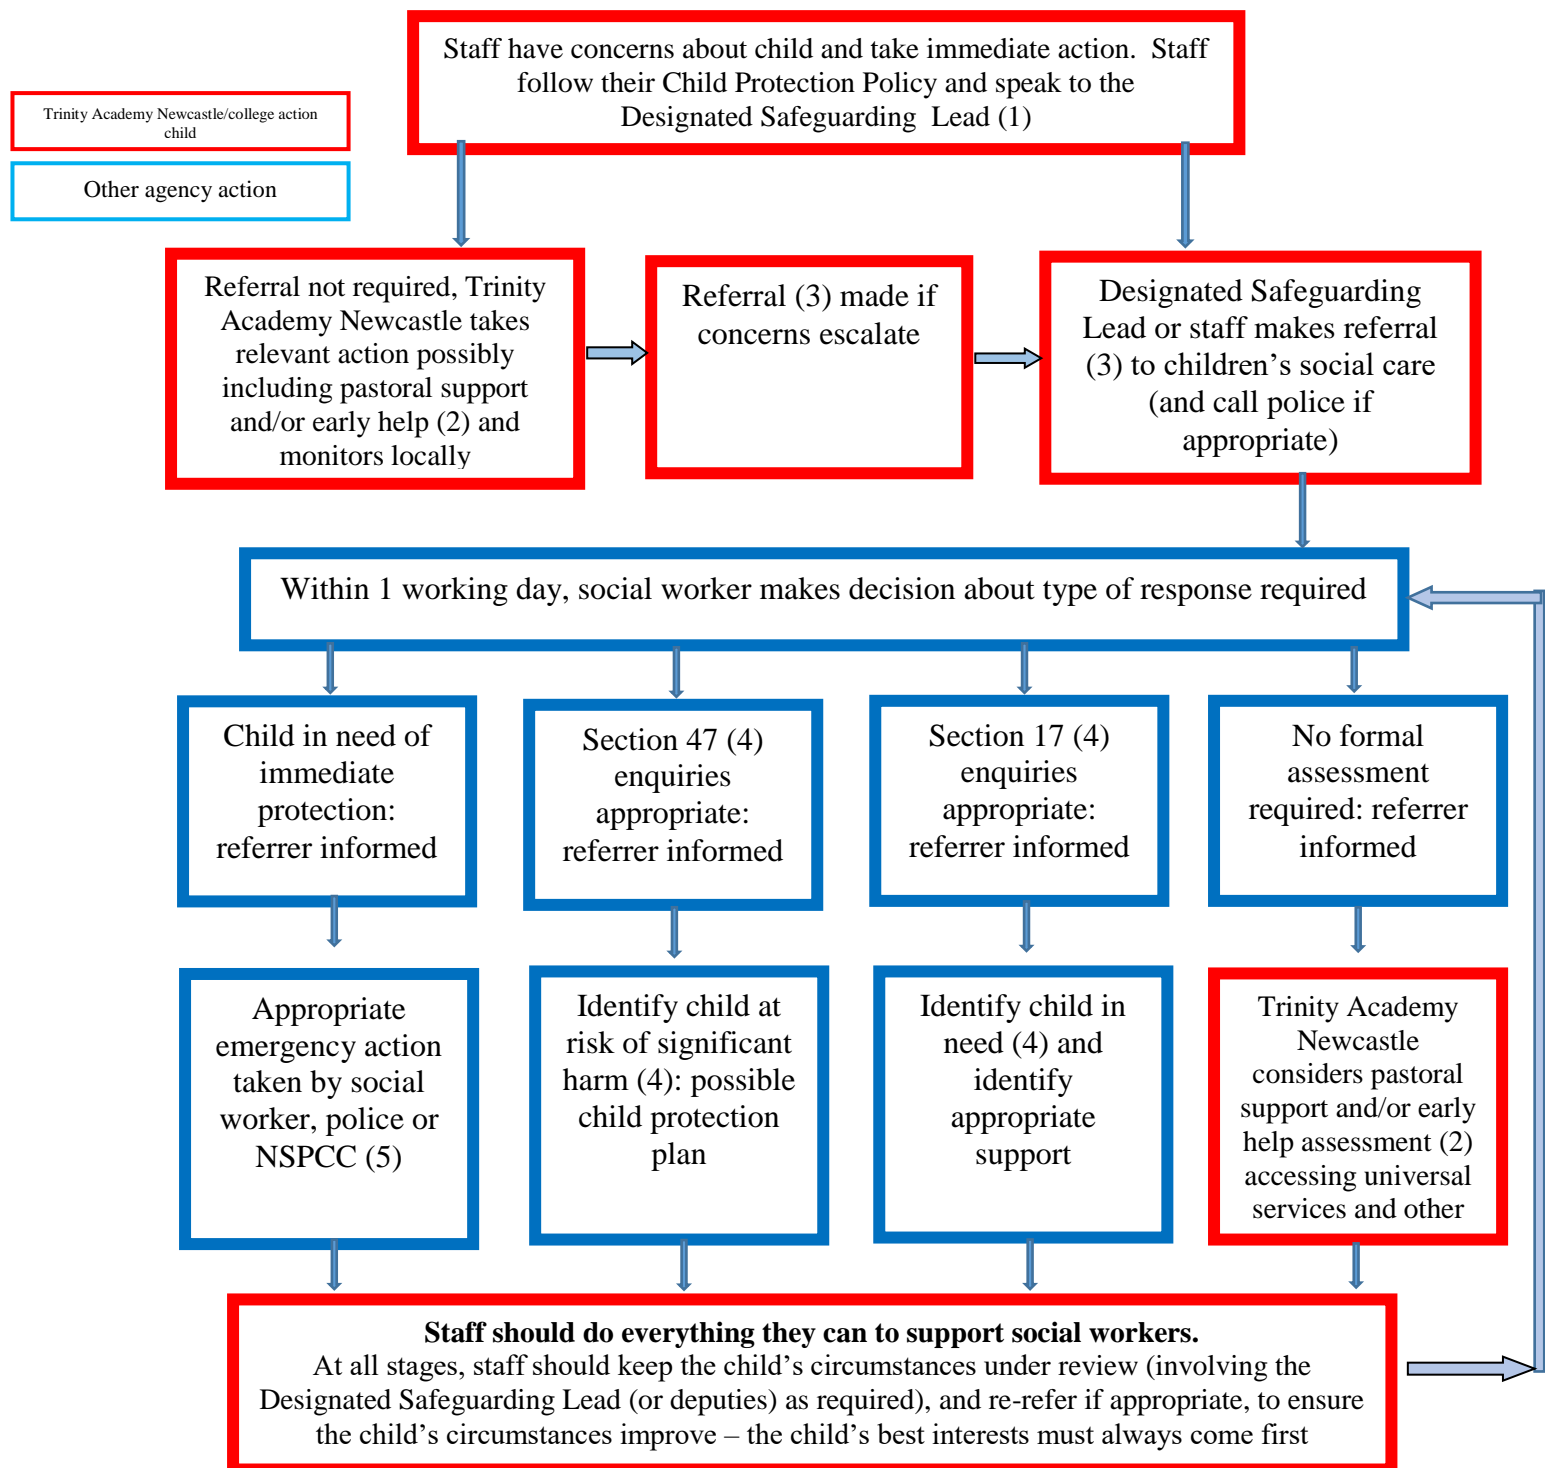 Staff have concerns about child and take immediate action.  Staff
follow their Child Protection Policy and speak to the
Designated Safeguarding  Lead (1)
Trinity Academy Newcastle/college action
child
Other agency action
Referral not required, Trinity
Academy Newcastle takes
relevant action possibly
including pastoral support
and/or early help (2) and
monitors locally
Referral (3) made if
concerns escalate
Designated Safeguarding
Lead or staff makes referral
(3) to children’s social care
(and call police if
appropriate)
Within 1 working day, social worker makes decision about type of response required
Child in need of
immediate
protection:
referrer informed
Section 47 (4)
enquiries
appropriate:
referrer informed
Section 17 (4)
enquiries
appropriate:
referrer informed
No formal
assessment
required: referrer
informed
Appropriate
emergency action
taken by social
worker, police or
NSPCC (5)
Identify child at
risk of significant
harm (4): possible
child protection
plan
Identify child in
need (4) and
identify
appropriate
support
Trinity Academy
Newcastle
considers pastoral
support and/or early
help assessment (2)
accessing universal
services and other
Staff should do everything they can to support social workers.
At all stages, staff should keep the child’s circumstances under review (involving the
Designated Safeguarding Lead (or deputies) as required), and re-refer if appropriate, to ensure
the child’s circumstances improve – the child’s best interests must always come first